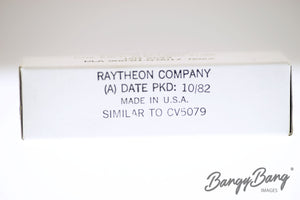 RAYTHEON COMPANY
(A) DATE PKD: 10/82
MADE IN U.S.A.
SIMILAR TO CV5079
BangyBang
IMAGES